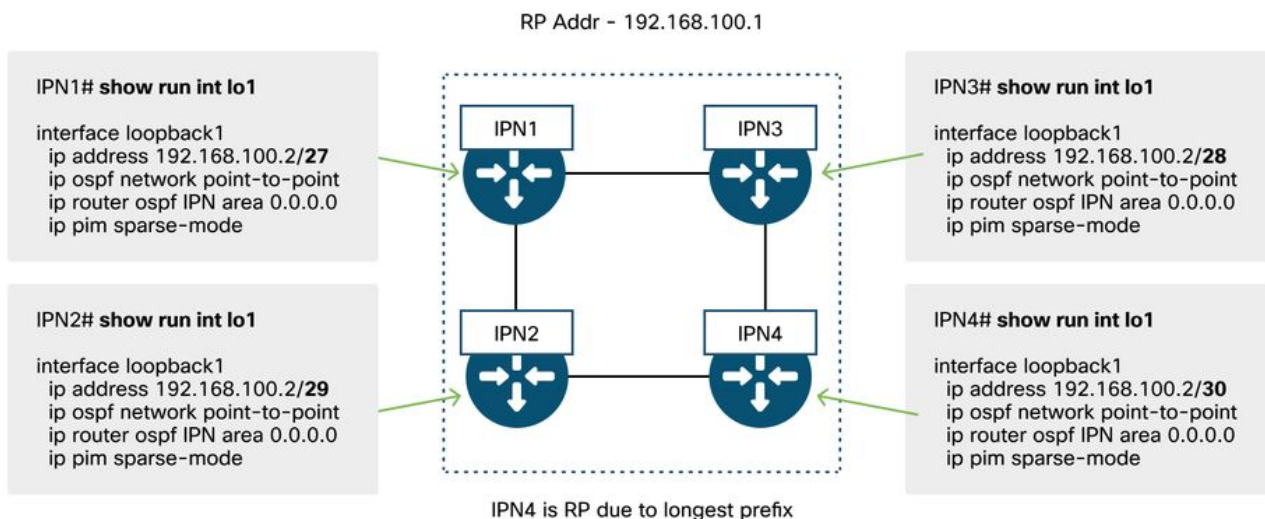 RP Addr - 192.168.100.1
IPN1# show run int lo1
interface loopback1
ip address 192.168.100.2/27
ip ospf network point-to-point
ip router ospf IPN area 0.0.0.0
ip pim sparse-mode
IPN1
IPN3
IPN3# show run int lo1
interface loopback1
ip address 192.168.100.2/28
ip ospf network point-to-point
ip router ospf IPN area 0.0.0.0
ip pim sparse-mode
IPN2# show run int lo1
interface loopback1
ip address 192.168.100.2/29
ip ospf network point-to-point
ip router ospf IPN area 0.0.0.0
ip pim sparse-mode
IPN2
IPN4
IPN4# show run int lo1
interface loopback1
ip address 192.168.100.2/30
ip ospf network point-to-point
ip router ospf IPN area 0.0.0.0
ip pim sparse-mode
IPN4 is RP due to longest prefix